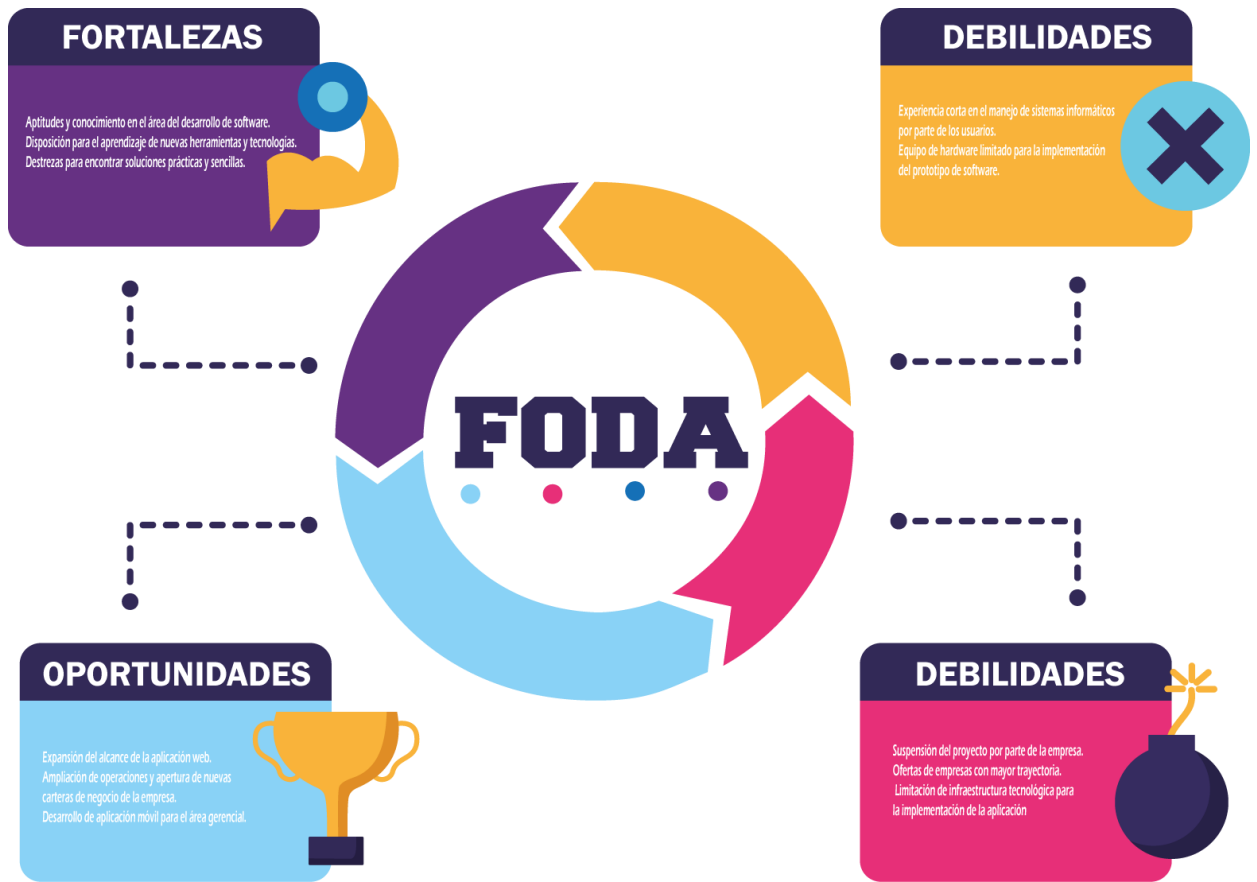 FORTALEZAS
Aptitudes y conocimiento en el área del desarrollo de software.
Disposición para el aprendizaje de nuevas herramientas y tecnologías.
Destrezas para encontrar soluciones prácticas y sencillas.
DEBILIDADES
Experiencia corta en el manejo de sistemas informáticos
por parte de los usuarios.
Equipo de hardware limitado para la implementación
del prototipo de software.
FODA
OPORTUNIDADES
Expansión del alcance de la aplicación web.
Ampliación de operaciones y apertura de nuevas
carteras de negocio de la empresa.
Desarrollo de aplicación móvil para el área gerencial.
DEBILIDADES
Suspensión del proyecto por parte de la empresa.
Ofertas de empresas con mayor trayectoria.
Limitación de infraestructura tecnológica para
la implementación de la aplicación